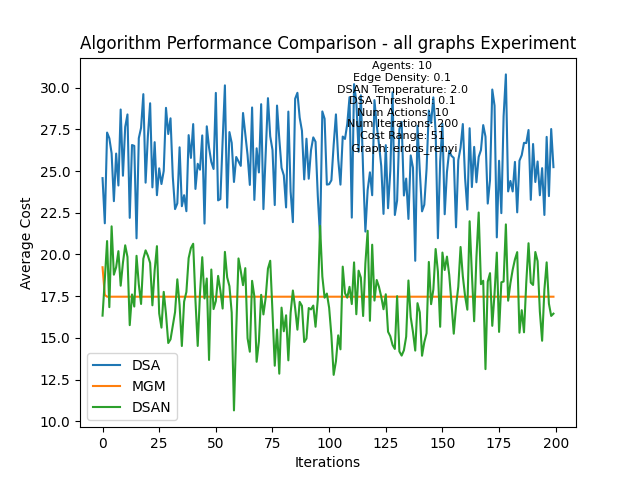 Algorithm Performance Comparison - all graphs Experiment
Agents: 10
Edge Density: 0.1
DSAN Temperature: 2.0
DSA Threshold: 0.1
Num Actions: 10
Num Iterations: 200
Cost Range: 51
Graph: erdos_renyi
Average Cost
30.0
27.5
25.0
22.5
20.0
17.5
15.0
12.5
10.0
DSA
MGM
DSAN
0 25 50 75 100 125 150 175 200
Iterations